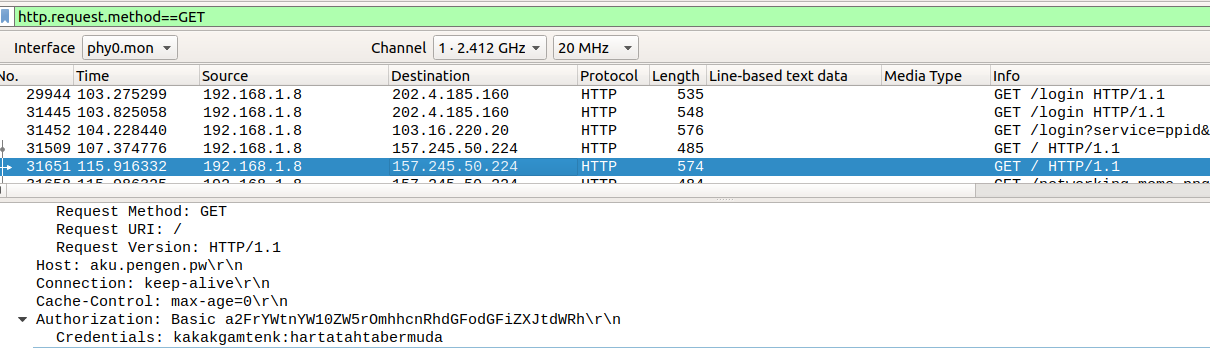 http.request.method==GET
Interface phy0.mon Channel 1 · 2.412 GHz 20 MHz
No. Time Source Destination Protocol Length Line-based text data Media Type Info
29944 103.275299 192.168.1.8 202.4.185.160 HTTP 535 GET /login HTTP/1.1
31445 103.825058 192.168.1.8 202.4.185.160 HTTP 548 GET /login HTTP/1.1
31452 104.228440 192.168.1.8 103.16.220.20 HTTP 576 GET /login?service=ppid&
31509 107.374776 192.168.1.8 157.245.50.224 HTTP 485 GET / HTTP/1.1
31651 115.916332 192.168.1.8 157.245.50.224 HTTP 574 GET / HTTP/1.1
Request Method: GET
Request URI: /
Request Version: HTTP/1.1
Host: aku.pengen.pw\r\n
Connection: keep-alive\r\n
Cache-Control: max-age=0\r\n
Authorization: Basic a2FrYWtnYW10ZW5rOmhhcnRhdGFodGFiZXJtdWRh\r\n
Credentials: kakakgamtenk:hartatahtabermuda